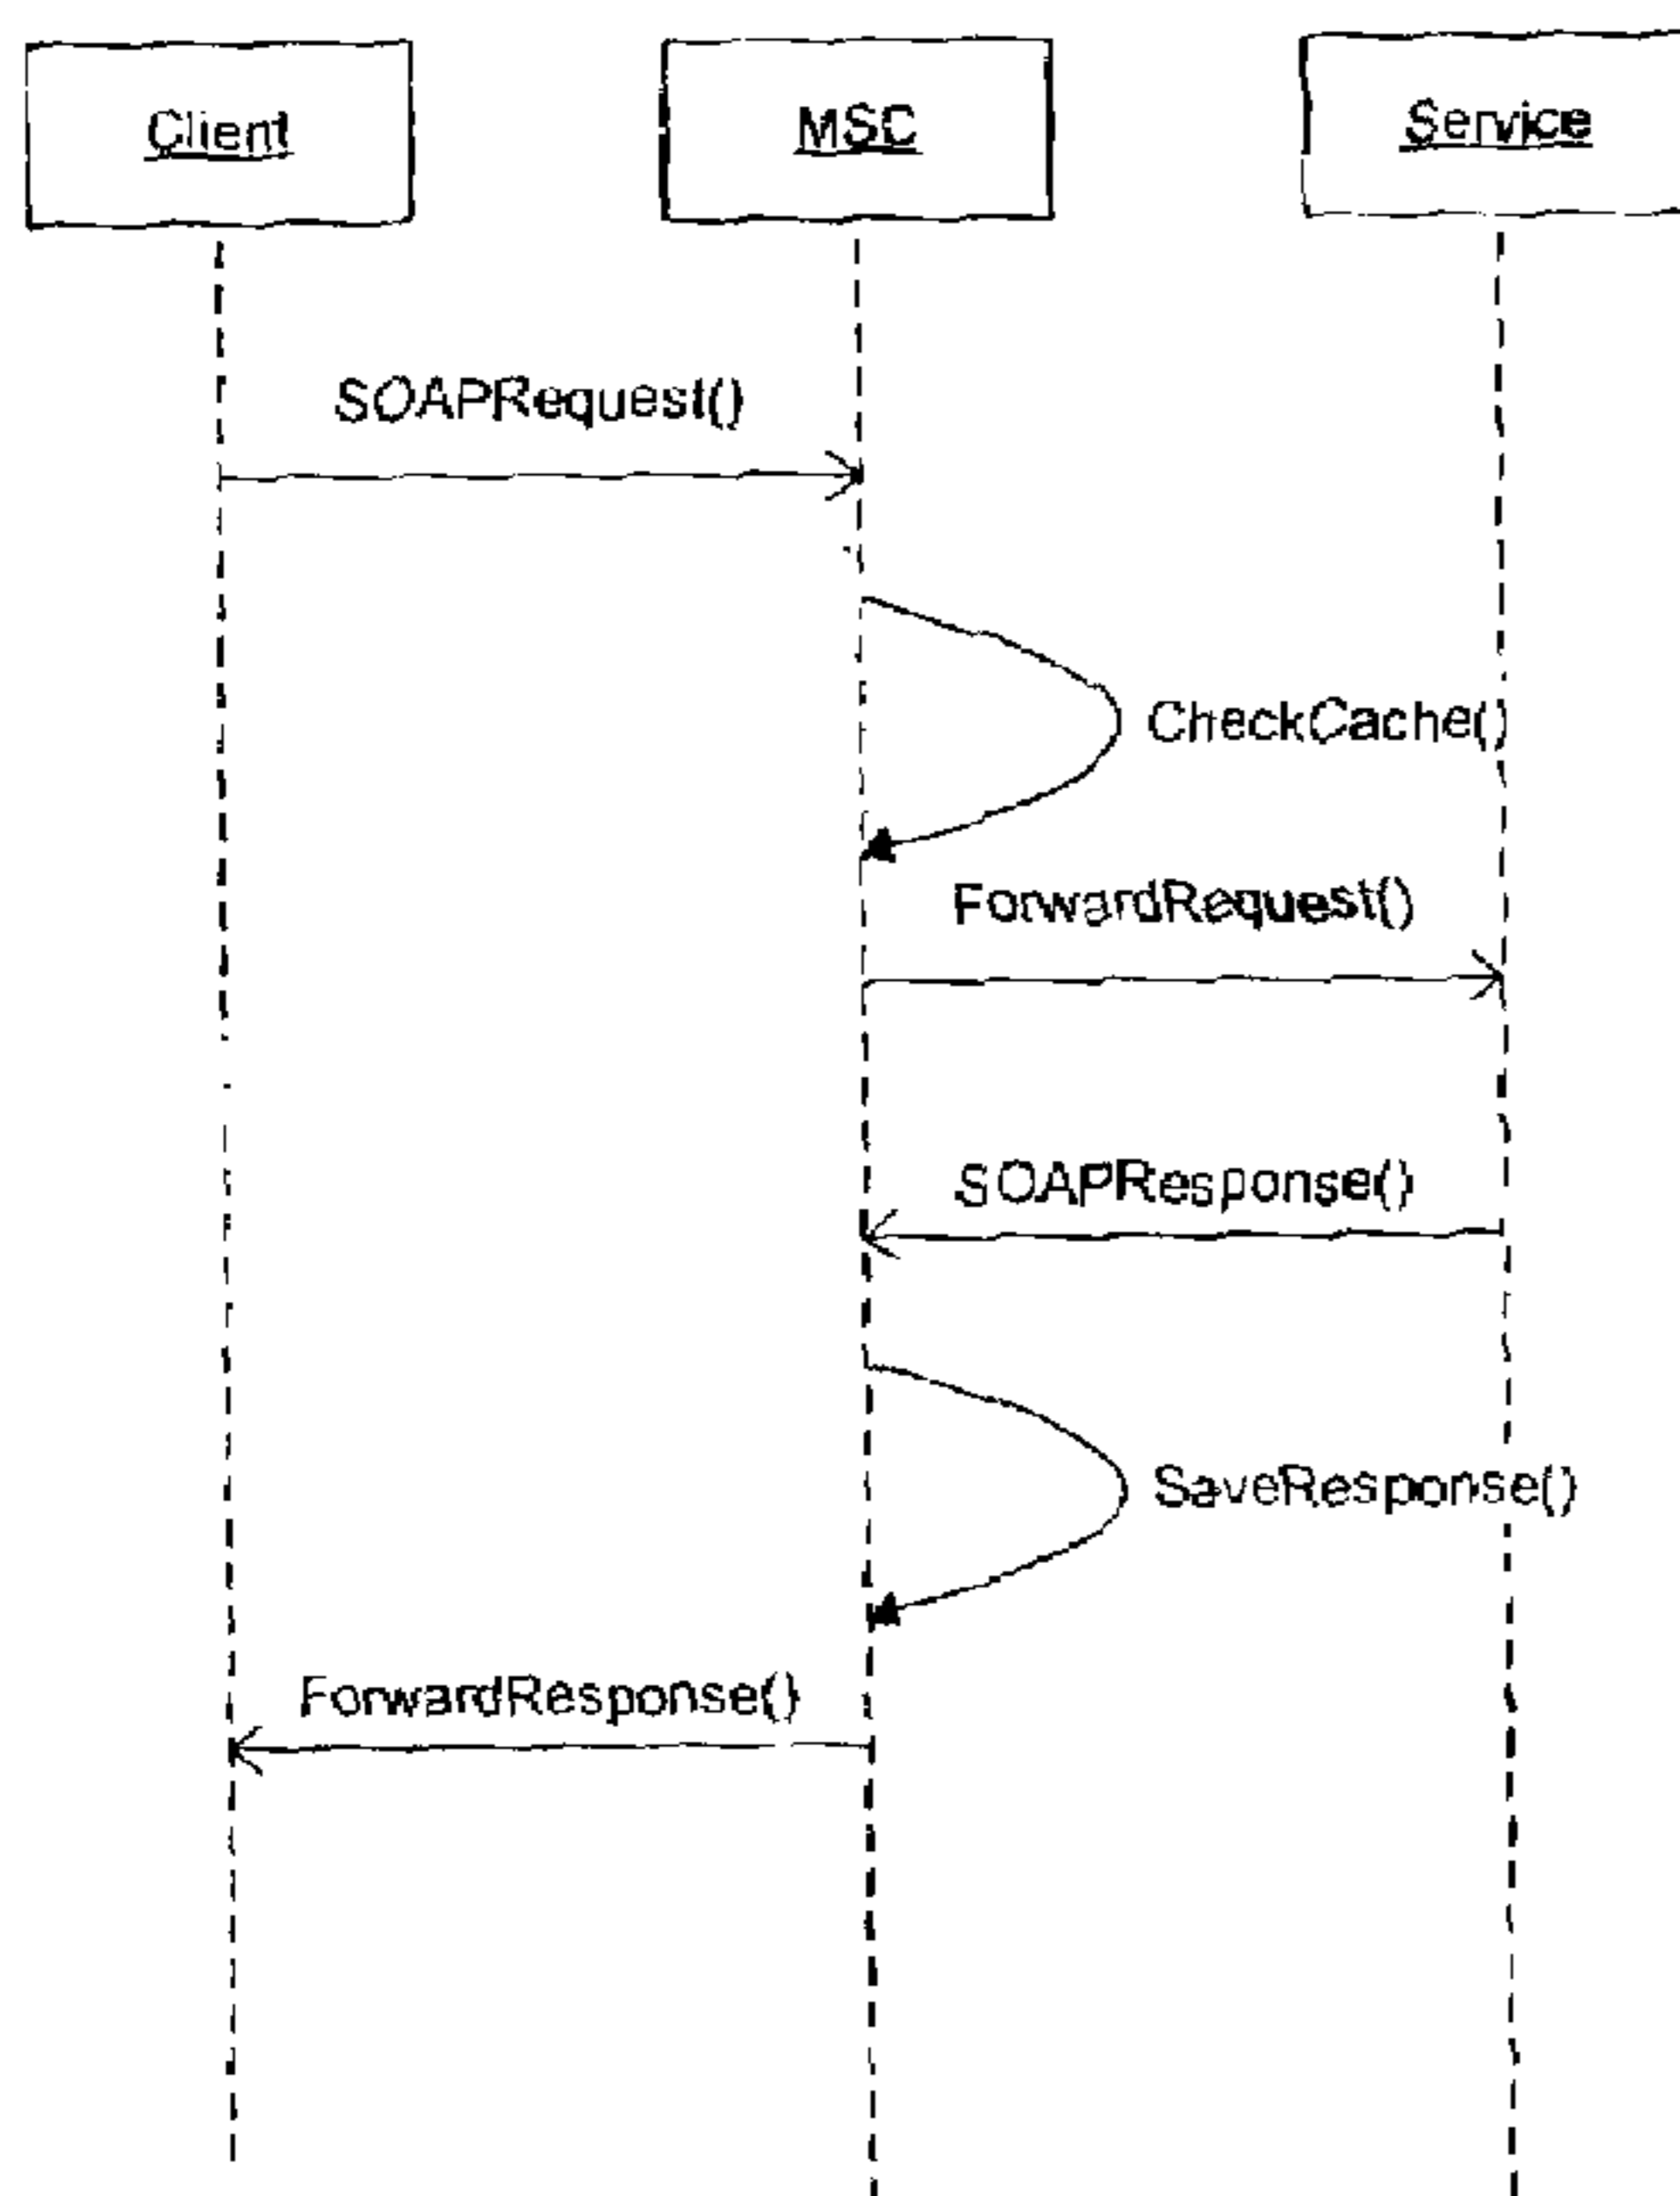 Client
MSC
Service
SOAPRequest()
CheckCache()
ForwardRequest()
SOAPResponse()
SaveResponse()
ForwardResponse()